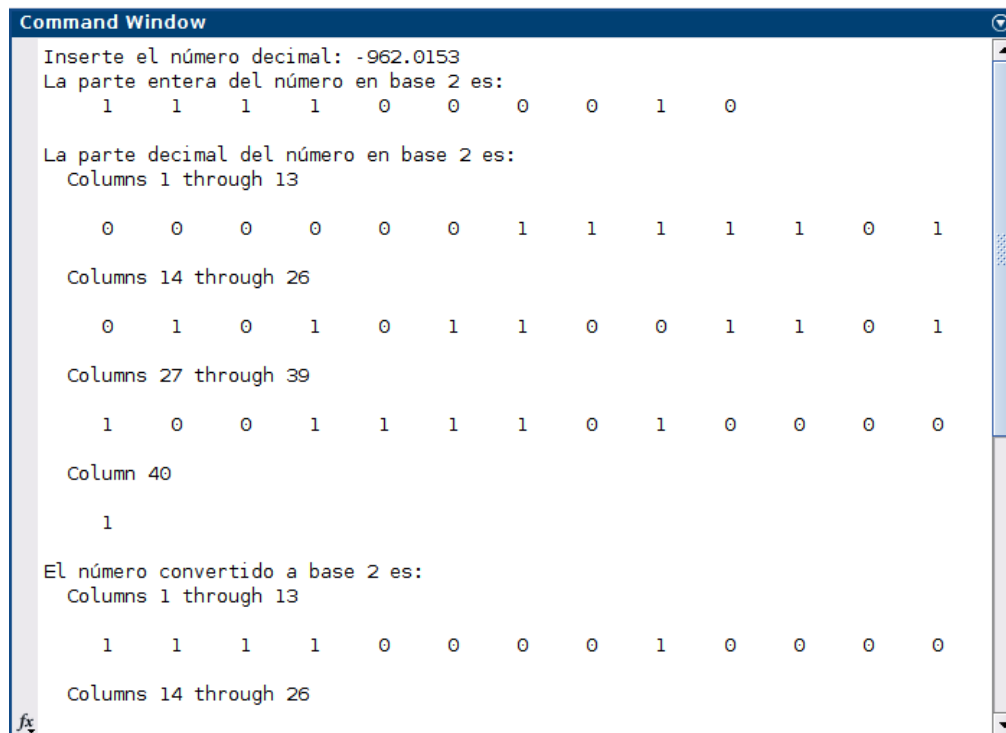 Command Window
Inserte el número decimal: -962.0153
La parte entera del número en base 2 es:
1 1 1 1 0 0 0 0 1 0
La parte decimal del número en base 2 es:
Columns 1 through 13
0 0 0 0 0 0 1 1 1 1 1 0 1
Columns 14 through 26
0 1 0 1 0 1 1 0 0 1 1 0 1
Columns 27 through 39
1 0 0 1 1 1 1 0 1 0 0 0 0
Column 40
1
El número convertido a base 2 es:
Columns 1 through 13
1 1 1 1 0 0 0 0 1 0 0 0 0
Columns 14 through 26
fx